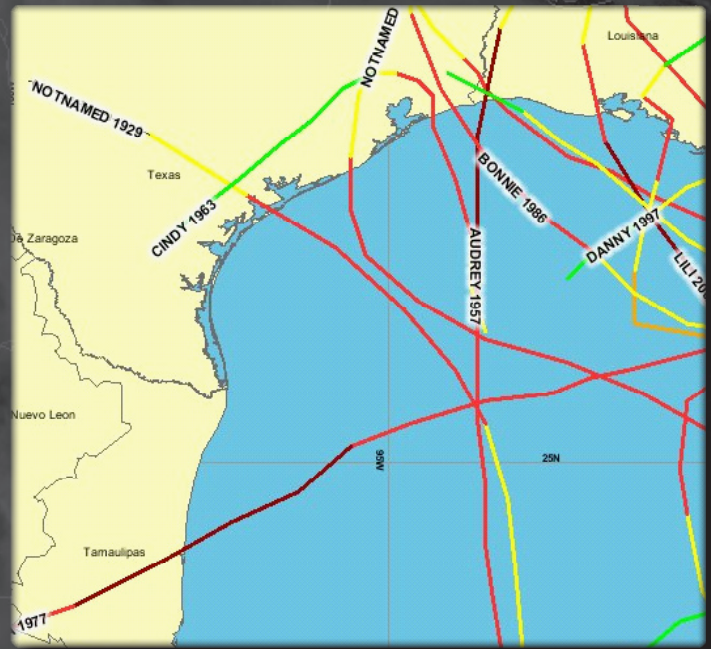 NOTNAMED
Louisiana
NOTNAMED 1929
Texas
BONNIE 1986
CINDY 1963
DANNY 1997
Zaragoza
AUDREY 1957
LILI
Nuevo Leon
95W
25N
Tamaulipas
1977